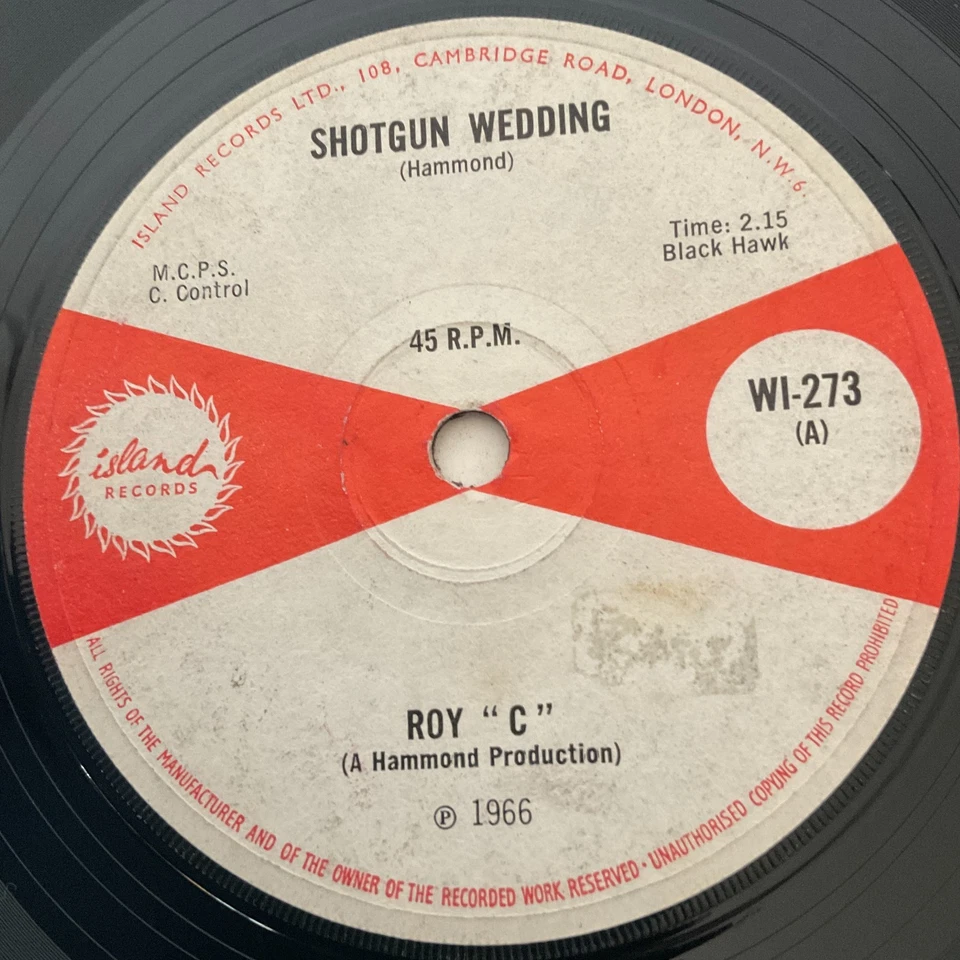 ISLAND RECORDS LTD., 108, CAMBRIDGE ROAD, LONDON, N.W.6.
SHOTGUN WEDDING
(Hammond)
Time: 2.15
Black Hawk
M.C.P.S.
C. Control
45 R.P.M.
island
RECORDS
WI-273
(A)
ROY “ C ”
(A Hammond Production)
℗ 1966
ALL RIGHTS OF THE MANUFACTURER AND OF THE OWNER OF THE RECORDED WORK RESERVED · UNAUTHORISED COPYING OF THIS RECORD PROHIBITED